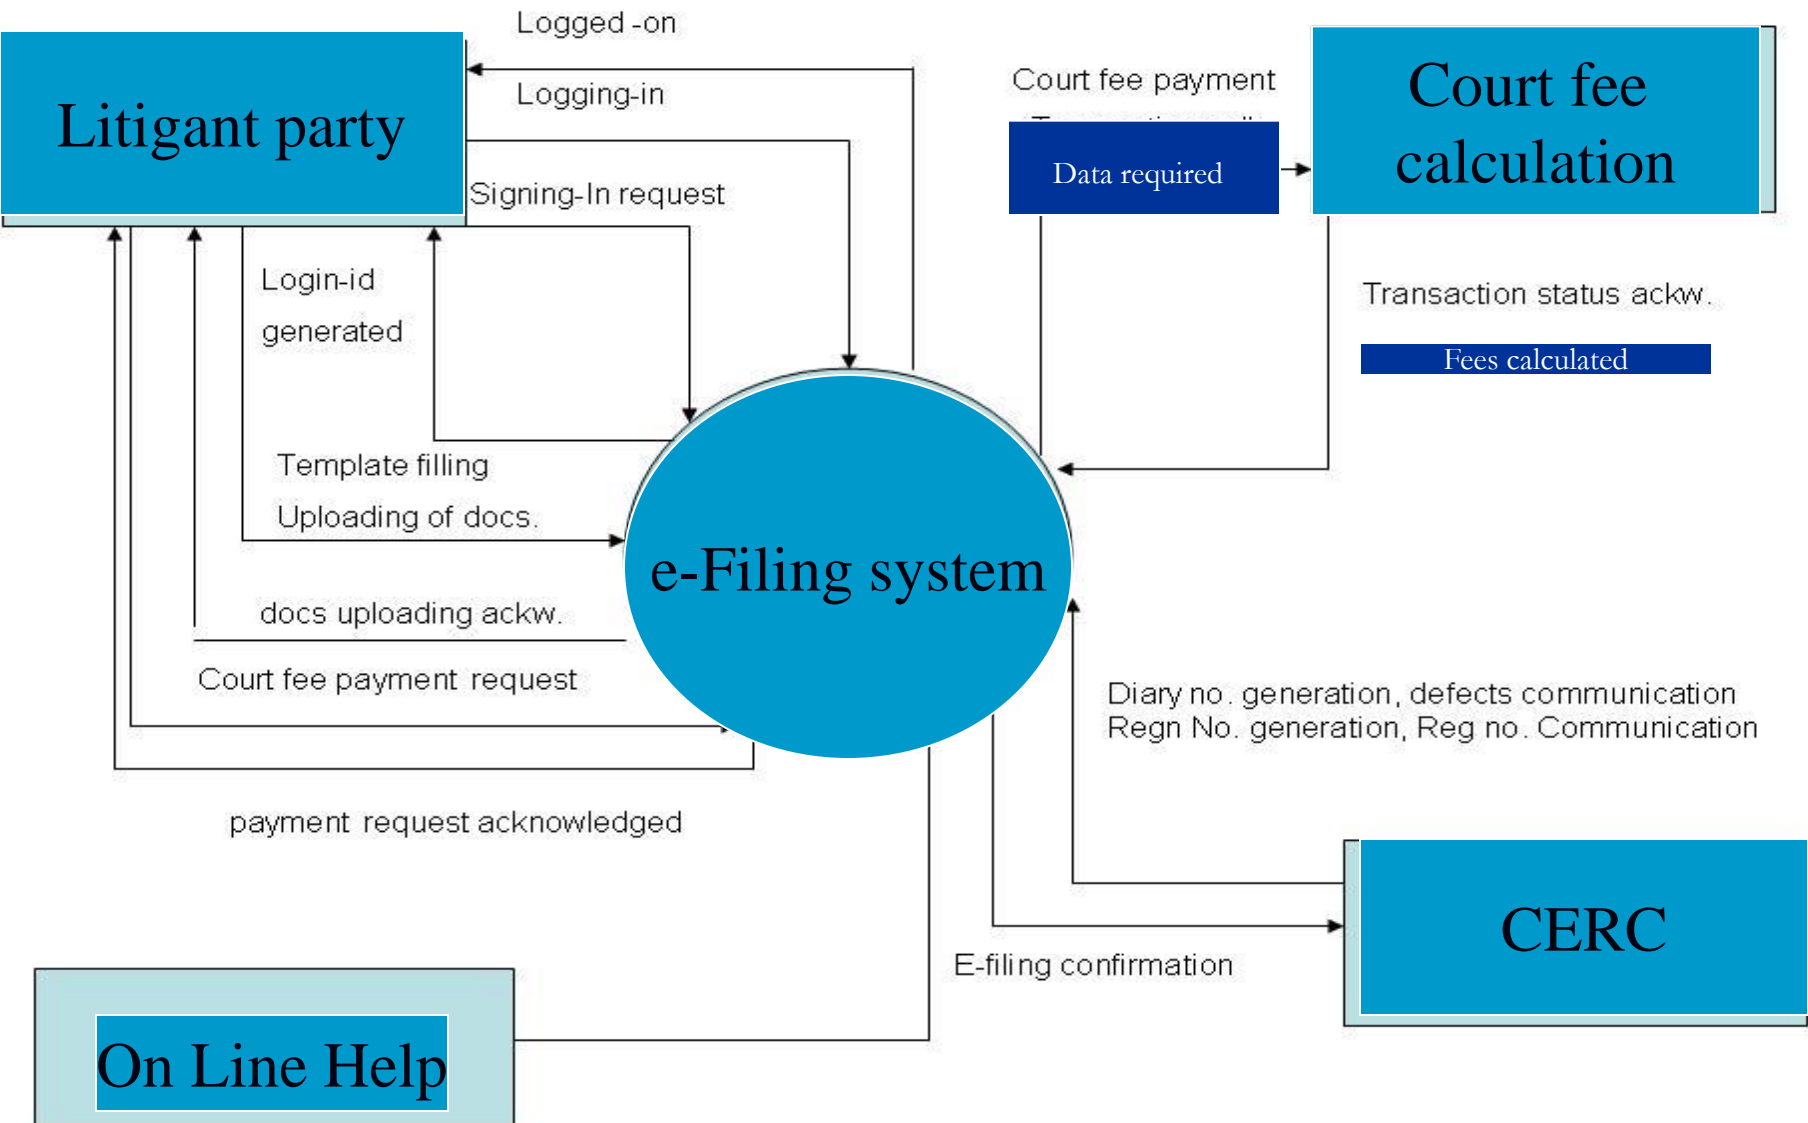 Logged -on
Litigant party
Logging-in
Signing-In request
Court fee payment
Data required
Court fee
calculation
Login-id
generated
Transaction status ackw.
Fees calculated
Template filling
Uploading of docs.
e-Filing system
docs uploading ackw.
Court fee payment request
Diary no. generation, defects communication
Regn No. generation, Reg no. Communication
payment request acknowledged
CERC
E-filing confirmation
On Line Help